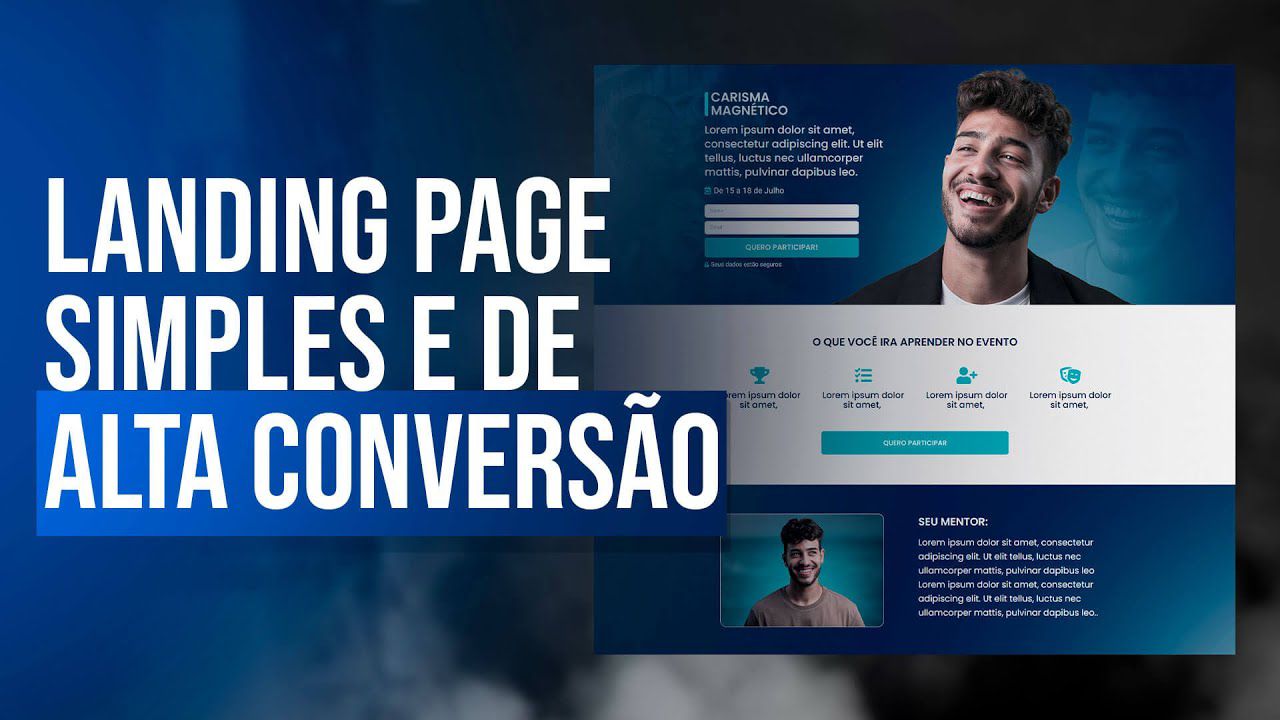 LANDING PAGE
SIMPLES E DE
ALTA CONVERSÃO
CARISMA
MAGNÉTICO
Lorem ipsum dolor sit amet,
consectetur adipiscing elit. Ut elit
tellus, luctus nec ullamcorper
mattis, pulvinar dapibus leo.
De 15 a 18 de Julho
Nome
Email
QUERO PARTICIPAR!
Seus dados estão seguros
O QUE VOCÊ IRA APRENDER NO EVENTO
rem ipsum dolor
sit amet,
Lorem ipsum dolor
sit amet,
Lorem ipsum dolor
sit amet,
Lorem ipsum dolor
sit amet,
QUERO PARTICIPAR
SEU MENTOR:
Lorem ipsum dolor sit amet, consectetur
adipiscing elit. Ut elit tellus, luctus nec
ullamcorper mattis, pulvinar dapibus leo
Lorem ipsum dolor sit amet, consectetur
adipiscing elit. Ut elit tellus, luctus nec
ullamcorper mattis, pulvinar dapibus leo..